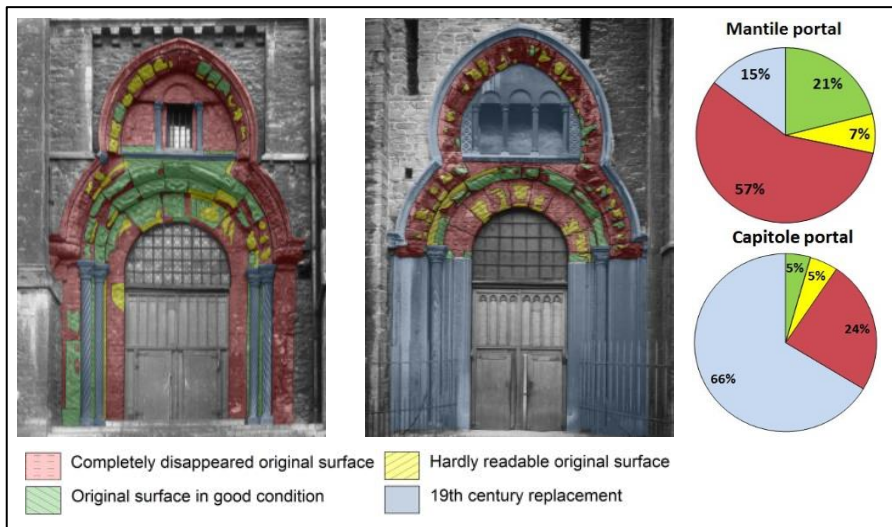 Mantile portal
15%
21%
7%
57%
Capitole portal
5%
5%
24%
66%
Completely disappeared original surface
Hardly readable original surface
Original surface in good condition
19th century replacement